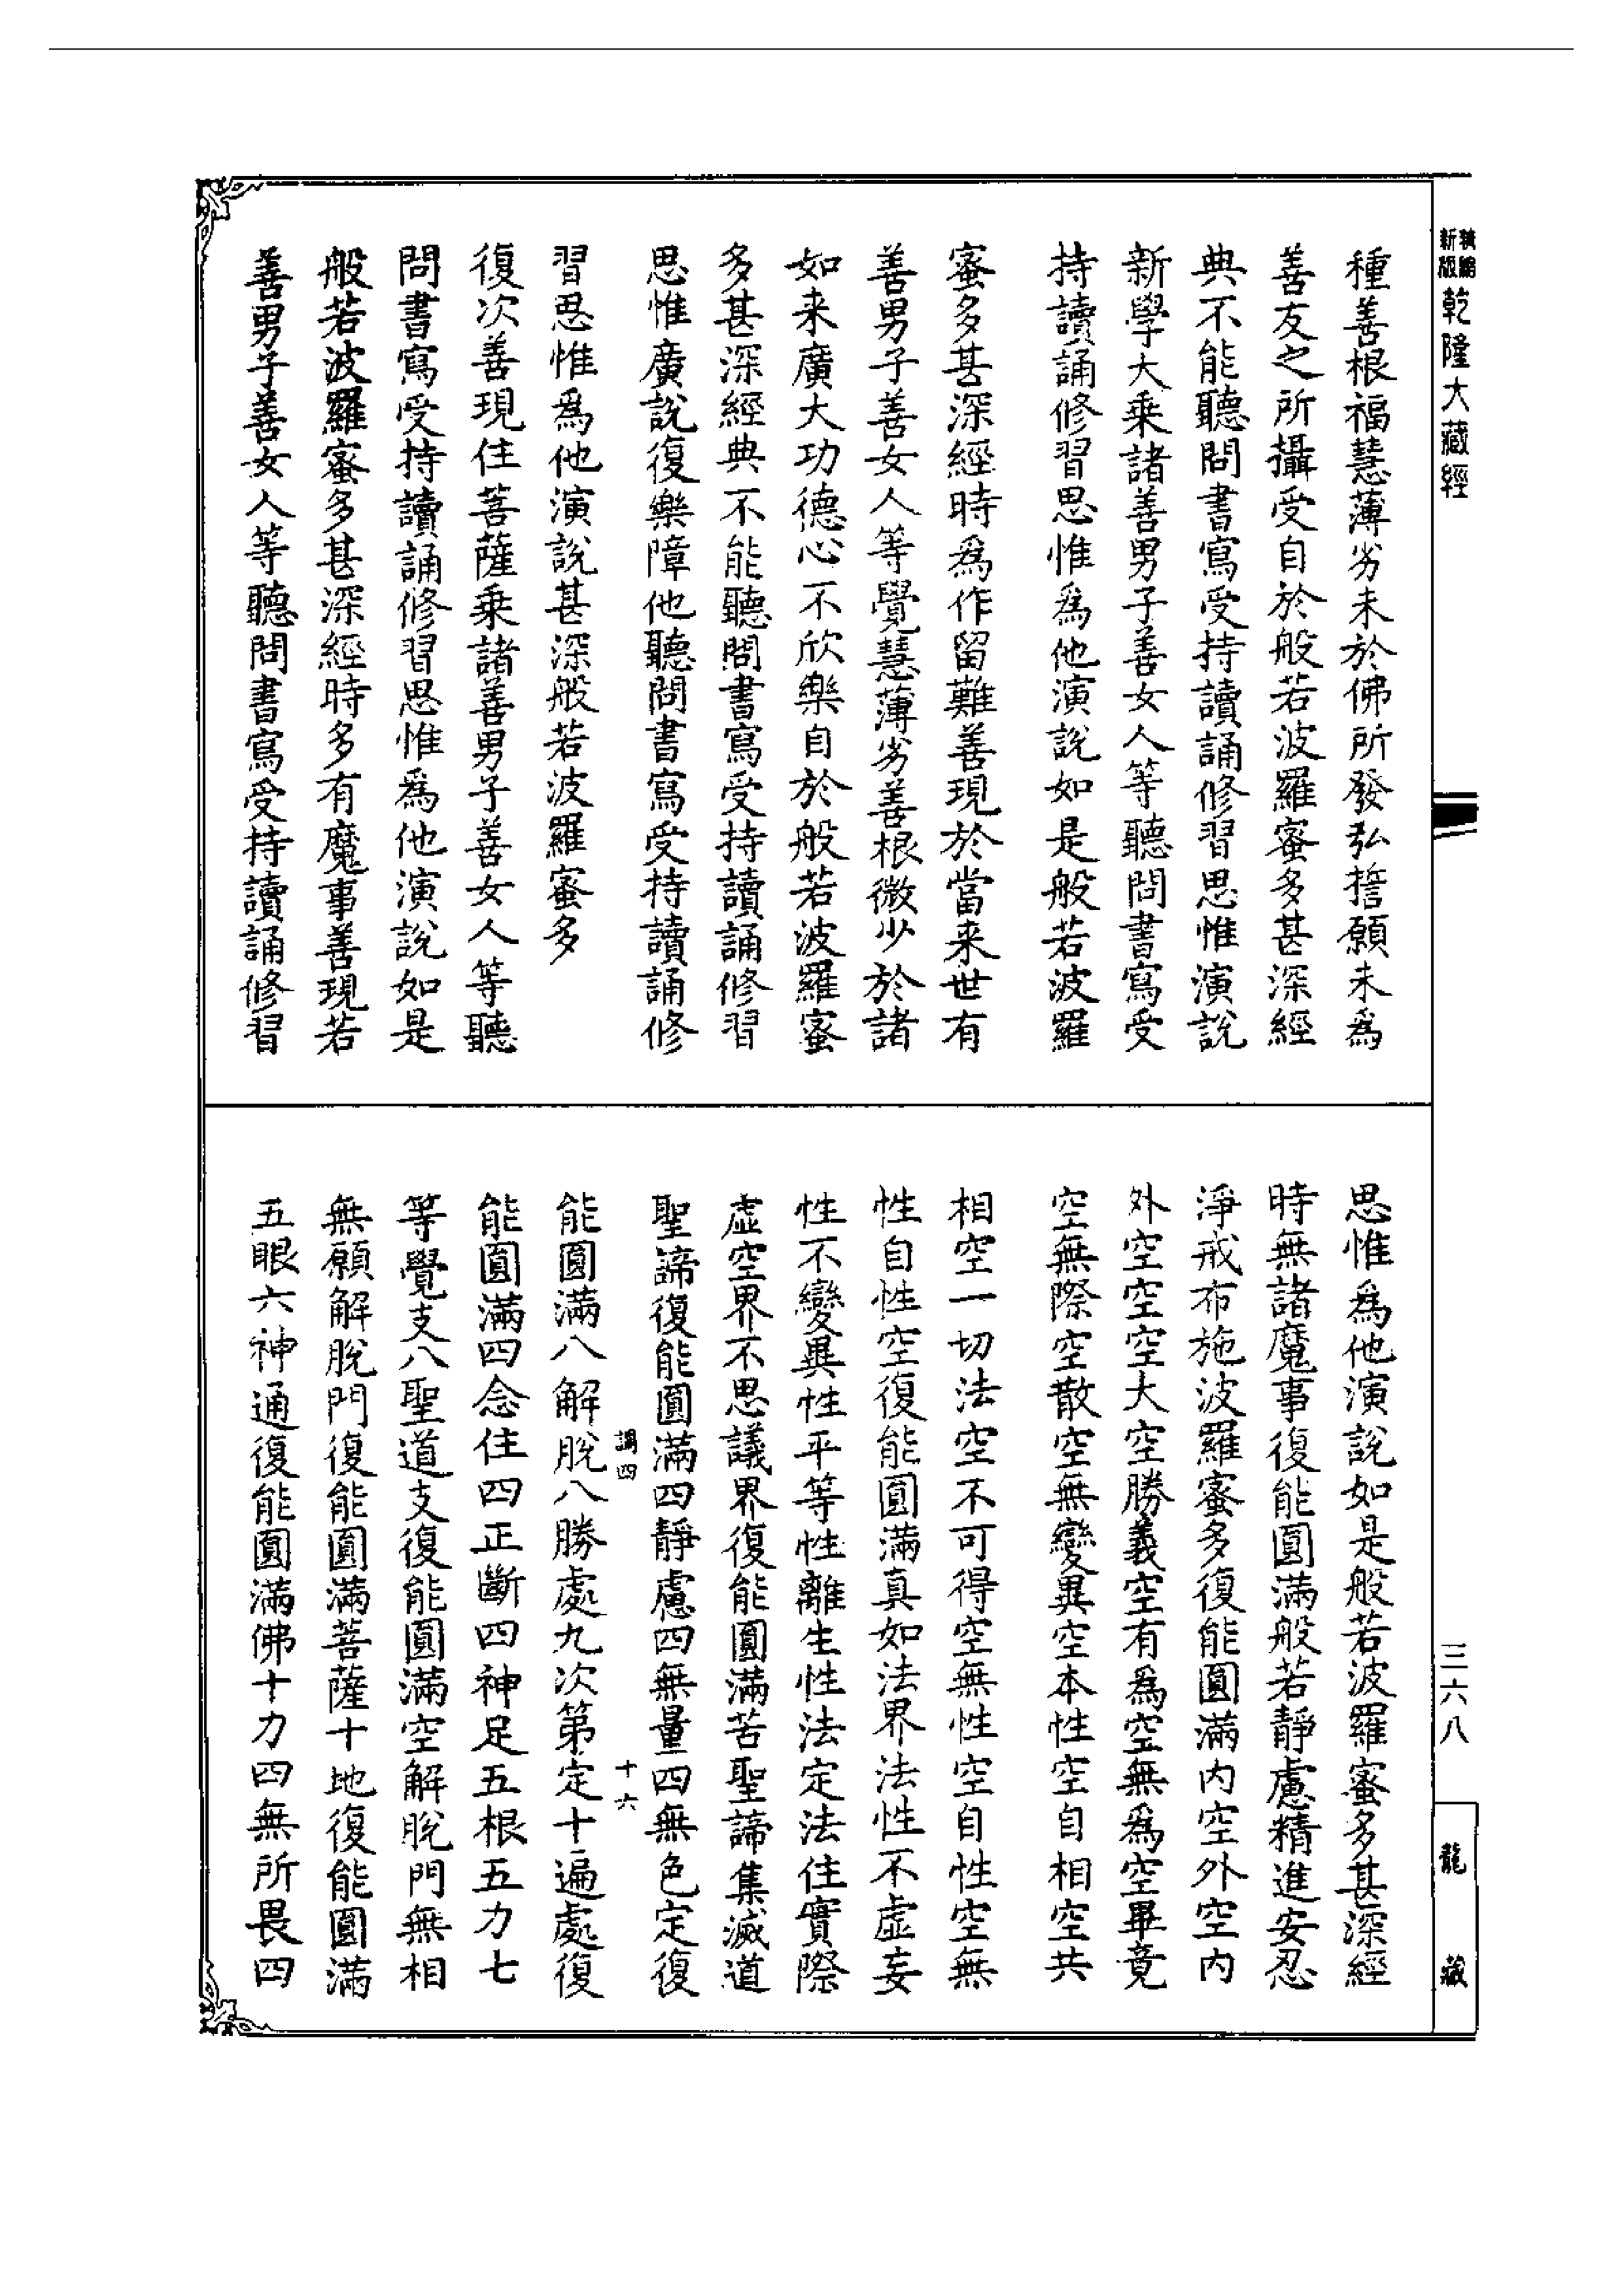 新版精縮乾隆大藏經
種善根福慧薄劣未於佛所發弘誓願未為
善友之所攝受自於般若波羅蜜多甚深經
典不能聽問書寫受持讀誦修習思惟演說
新學大乘諸善男子善女人等聽問書寫受
持讀誦修習思惟爲他演說如是般若波羅
蜜多甚深經時爲作留難善現於當来世有
善男子善女人等覺慧薄劣善根微少於諸
如来廣大功德心不欣樂自於般若波羅蜜
多甚深經典不能聽問書寫受持讀誦修習
思惟廣說復樂障他聽問書寫受持讀誦修
習思惟爲他演說甚深般若波羅蜜多
復次善現住菩薩乘諸善男子善女人等聽
問書寫受持讀誦修習思惟爲他演說如是
般若波羅蜜多甚深經時多有魔事善現若
善男子善女人等聽問書寫受持讀誦修習
思惟爲他演說如是般若波羅蜜多甚深經
時無諸魔事復能圓滿般若靜慮精進安忍
淨戒布施波羅蜜多復能圓滿内空外空内
外空空空大空勝義空有爲空無爲空畢竟
空無際空散空無變異空本性空自相空共
相空一切法空不可得空無性空自性空無
性自性空復能圓滿真如法界法性不虛妄
性不變異性平等性離生性法定法住實際
虛空界不思議界復能圓滿苦聖諦集滅道
聖諦復能圓滿四靜慮四無量四無色定復
調四
十六
能圓滿八解脫八勝處九次第定十遍處復
能圓滿四念住四正斷四神足五根五力七
等覺支八聖道支復能圓滿空解脫門無相
無願解脫門復能圓滿菩薩十地復能圓滿
五眼六神通復能圓滿佛十力四無所畏四
三六八
龍藏